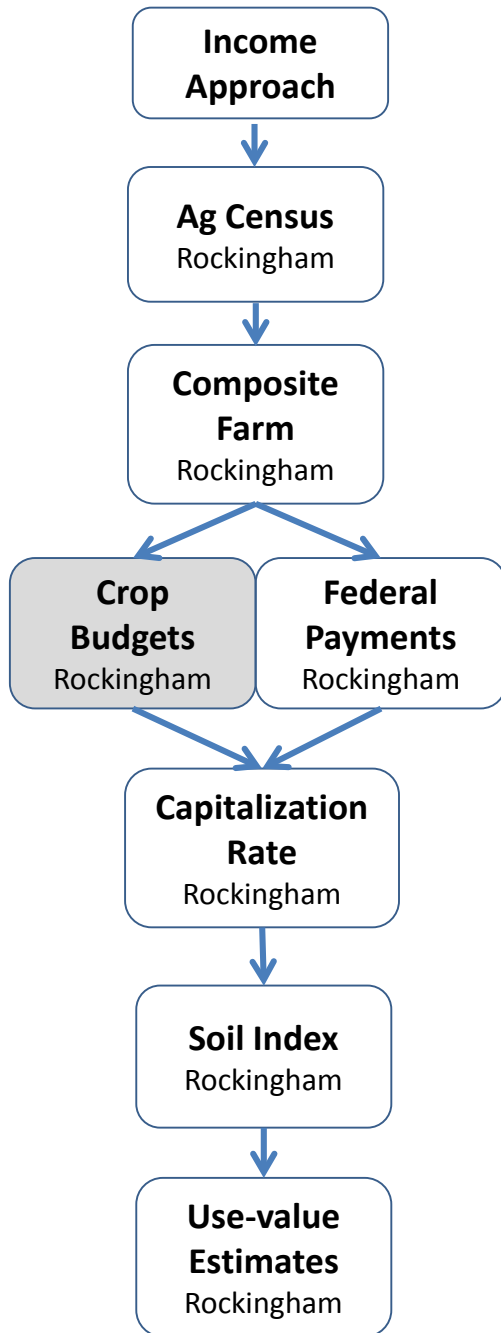 Income
Approach
Ag Census
Rockingham
Composite
Farm
Rockingham
Crop
Budgets
Rockingham
Federal
Payments
Rockingham
Capitalization
Rate
Rockingham
Soil Index
Rockingham
Use-value
Estimates
Rockingham